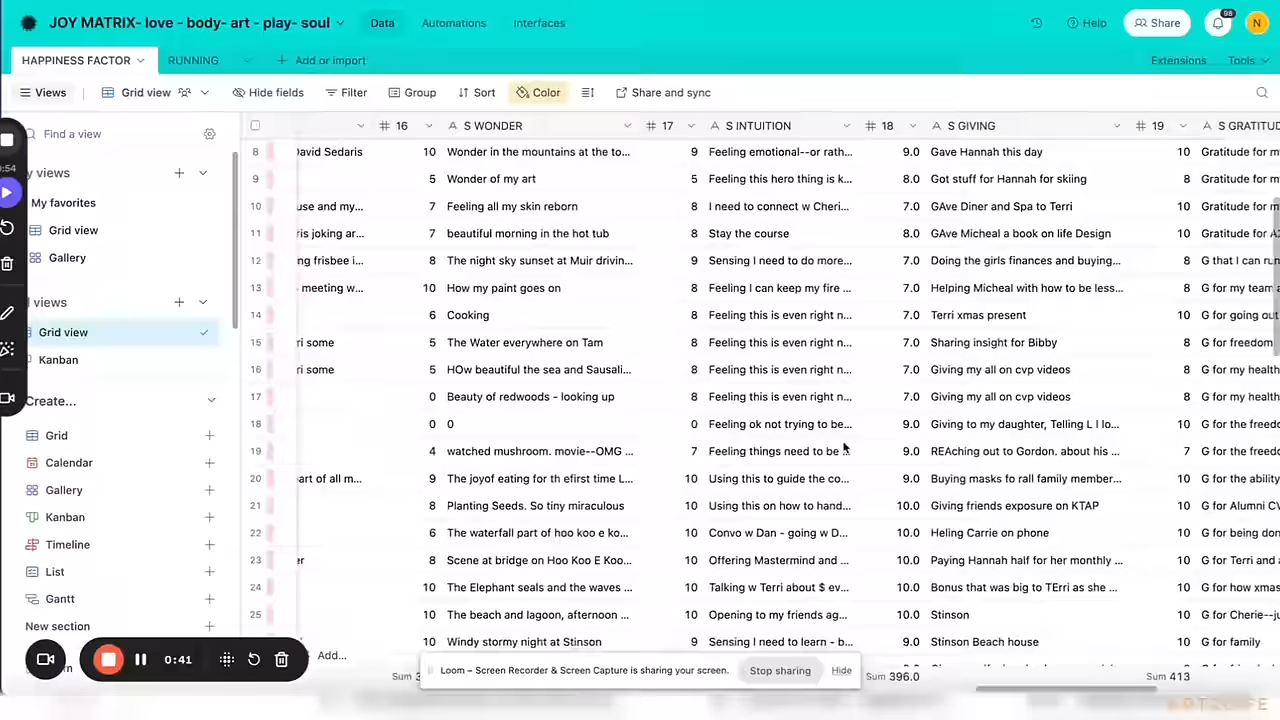 JOY MATRIX- love - body- art - play- soul
Data Automations Interfaces
Help Share 98 N
HAPPINESS FACTOR RUNNING Add or import Extensions Tools
Views Grid view Hide fields Filter Group Sort Color Share and sync
Find a view
y views
My favorites
Grid view
Gallery
views
Grid view
Kanban
Create...
Grid
Calendar
Gallery
Kanban
Timeline
List
Gantt
New section
:54
# 16 A S WONDER # 17 A S INTUITION # 18 A S GIVING # 19 A S GRATITUD
8 David Sedaris 10 Wonder in the mountains at the to... 9 Feeling emotional--or rath... 9.0 Gave Hannah this day 10 Gratitude for m
9 5 Wonder of my art 5 Feeling this hero thing is k... 8.0 Got stuff for Hannah for skiing 8 Gratitude for m
10 use and my... 7 Feeling all my skin reborn 8 I need to connect w Cheri... 7.0 GAve Diner and Spa to Terri 10 Gratitude for m
11 ris joking ar... 7 beautiful morning in the hot tub 8 Stay the course 8.0 GAve Micheal a book on life Design 10 Gratitude for
12 ng frisbee i... 8 The night sky sunset at Muir drivin... 9 Sensing I need to do more... 7.0 Doing the girls finances and buying... 8 G that I can ru
13 meeting w... 10 How my paint goes on 8 Feeling I can keep my fire ... 7.0 Helping Micheal with how to be less... 8 G for my team
14 6 Cooking 8 Feeling this is even right n... 7.0 Terri xmas present 10 G for going out
15 ri some 5 The Water everywhere on Tam 8 Feeling this is even right n... 7.0 Sharing insight for Bibby 8 G for freedom
16 ri some 5 HOw beautiful the sea and Sausali... 8 Feeling this is even right n... 7.0 Giving my all on cvp videos 8 G for my health
17 0 Beauty of redwoods - looking up 8 Feeling this is even right n... 7.0 Giving my all on cvp videos 8 G for my health
18 0 0 0 Feeling ok not trying to be... 9.0 Giving to my daughter, Telling L I lo... 10 G for the freed
19 4 watched mushroom. movie--OMG ... 7 Feeling things need to be ... 9.0 REAching out to Gordon. about his ... 7 G for the freed
20 art of all m... 9 The joyof eating for th efirst time L... 10 Using this to guide the co... 9.0 Buying masks fo rall family member... 10 G for the ability
21 8 Planting Seeds. So tiny miraculous 10 Using this on how to hand... 10.0 Giving friends exposure on KTAP 10 G for Alumni CV
22 6 The waterfall part of hoo koo e ko... 10 Convo w Dan - going w D... 10.0 Heling Carrie on phone 10 G for being don
23 er 8 Scene at bridge on Hoo Koo E Koo... 10 Offering Mastermind and ... 10.0 Paying Hannah half for her monthly ... 10 G for Terri and
24 10 The Elephant seals and the waves ... 10 Talking w Terri about $ ev... 10.0 Bonus that was big to TErri as she ... 10 G for how xmas
25 10 The beach and lagoon, afternoon ... 10 Opening to my friends ag... 10.0 Stinson 10 G for Cherie--ju
10 Windy stormy night at Stinson 9 Sensing I need to learn - b... 9.0 Stinson Beach house 10 G for family
0:41 Add...
Loom – Screen Recorder & Screen Capture is sharing your screen. Stop sharing Hide
Sum 3 Sum 396.0 Sum 413